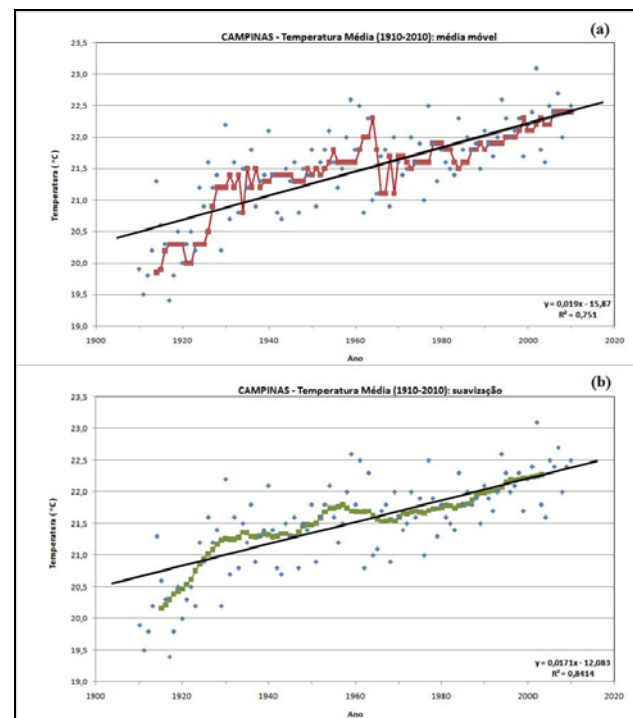 (a)
CAMPINAS - Temperatura Média (1910-2010): média móvel
23,5
23,0
22,5
22,0
21,5
21,0
20,5
20,0
19,5
19,0
Temperatera (°C)
1900 1920 1940 1960 1980 2000 2020
Ano
y = 0,019x - 15,87
R² = 0,751
(b)
CAMPINAS - Temperatura Média (1910-2010): suavização
23,5
23,0
22,5
22,0
21,5
21,0
20,5
20,0
19,5
19,0
Temperatura (°C)
1900 1920 1940 1960 1980 2000 2020
Ano
y = 0,0171x - 12,083
R² = 0,8414